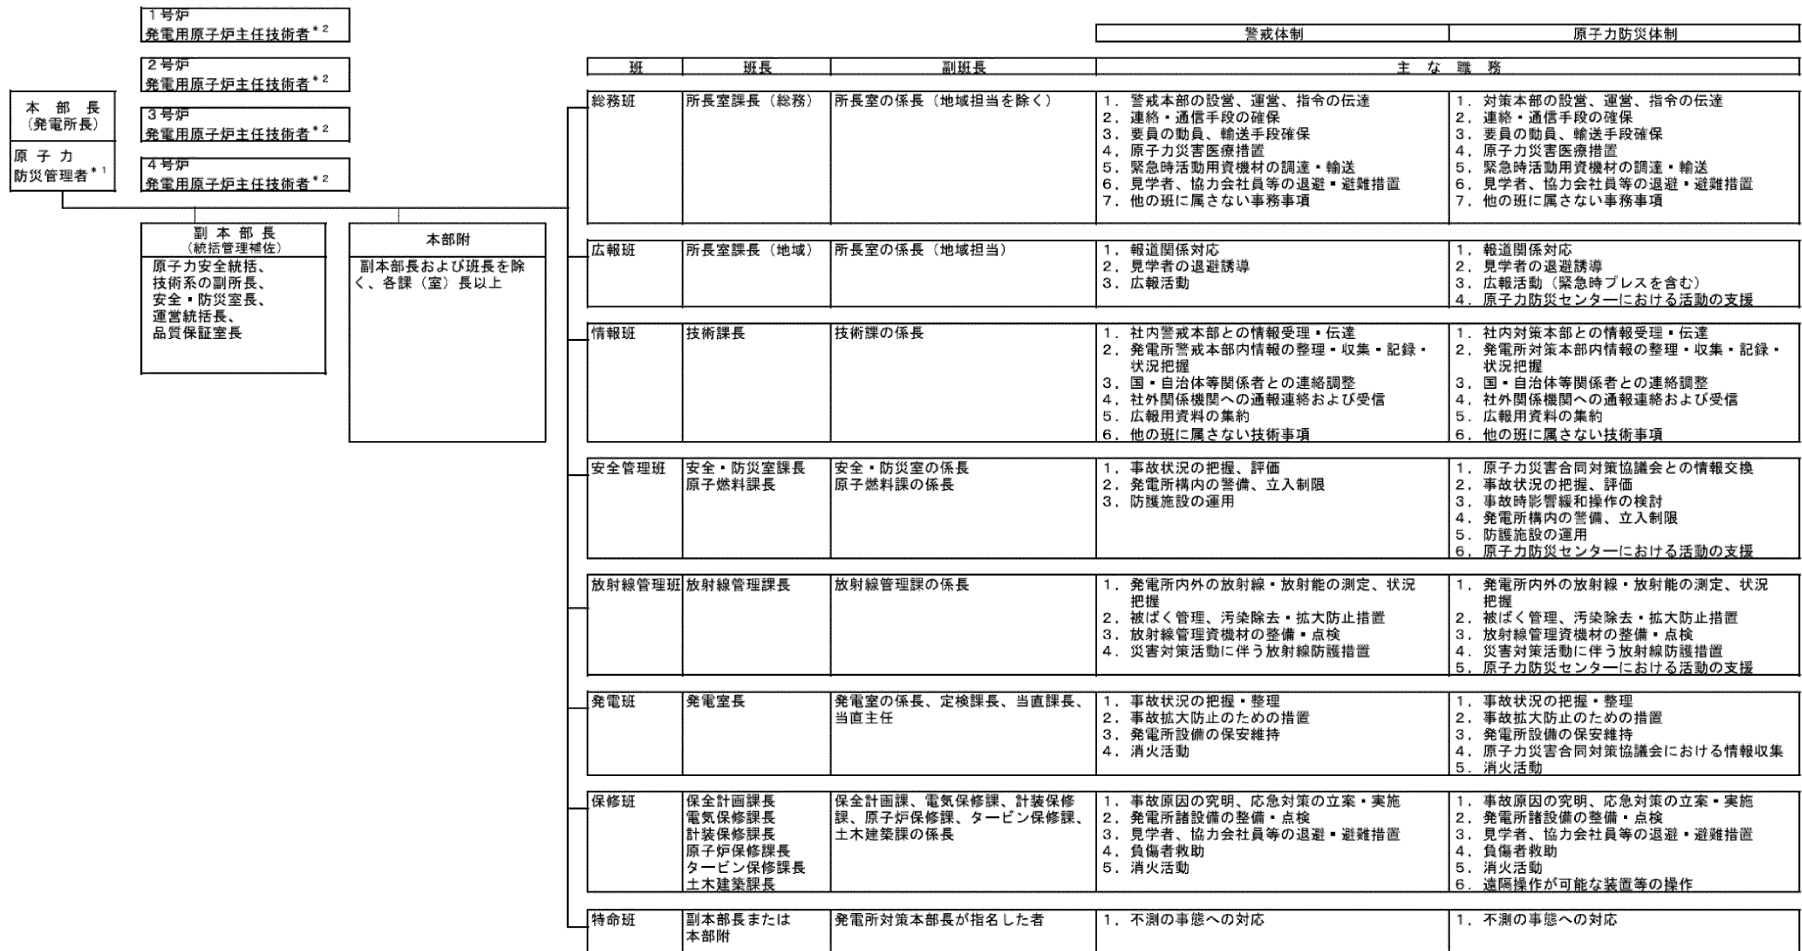 1号炉
発電用原子炉主任技術者*2
2号炉
発電用原子炉主任技術者*2
3号炉
発電用原子炉主任技術者*2
4号炉
発電用原子炉主任技術者*2
本 部 長
(発電所長)
原 子 力
防災管理者*1
副 本 部 長
(統括管理補佐)
原子力安全統括、
技術系の副所長、
安全・防災室長、
運営統括長、
品質保証室長
本部附
副本部長および班長を除
く、各課(室)長以上
警戒体制
原子力防災体制
班
班長
副班長
主 な 職 務
総務班
所長室課長(総務)
所長室の係長(地域担当を除く)
1.警戒本部の設営、運営、指令の伝達
2.連絡・通信手段の確保
3.要員の動員、輸送手段確保
4.原子力災害医療措置
5.緊急時活動用資機材の調達・輸送
6.見学者、協力会社員等の退避・避難措置
7.他の班に属さない事務事項
1.対策本部の設営、運営、指令の伝達
2.連絡・通信手段の確保
3.要員の動員、輸送手段確保
4.原子力災害医療措置
5.緊急時活動用資機材の調達・輸送
6.見学者、協力会社員等の退避・避難措置
7.他の班に属さない事務事項
広報班
所長室課長(地域)
所長室の係長(地域担当)
1.報道関係対応
2.見学者の退避誘導
3.広報活動
1.報道関係対応
2.見学者の退避誘導
3.広報活動(緊急時プレスを含む)
4.原子力防災センターにおける活動の支援
情報班
技術課長
技術課の係長
1.社内警戒本部との情報受理・伝達
2.発電所警戒本部内情報の整理・収集・記録・
状況把握
3.国・自治体等関係者との連絡調整
4.社外関係機関への通報連絡および受信
5.広報用資料の集約
6.他の班に属さない技術事項
1.社内対策本部との情報受理・伝達
2.発電所対策本部内情報の整理・収集・記録・
状況把握
3.国・自治体等関係者との連絡調整
4.社外関係機関への通報連絡および受信
5.広報用資料の集約
6.他の班に属さない技術事項
安全管理班
安全・防災室課長
原子燃料課長
安全・防災室の係長
原子燃料課の係長
1.事故状況の把握、評価
2.発電所構内の警備、立入制限
3.防護施設の運用
1.原子力災害合同対策協議会との情報交換
2.事故状況の把握、評価
3.事故時影響緩和操作の検討
4.発電所構内の警備、立入制限
5.防護施設の運用
6.原子力防災センターにおける活動の支援
放射線管理班
放射線管理課長
放射線管理課の係長
1.発電所内外の放射線・放射能の測定、状況
把握
2.被ばく管理、汚染除去・拡大防止措置
3.放射線管理資機材の整備・点検
4.災害対策活動に伴う放射線防護措置
1.発電所内外の放射線・放射能の測定、状況
把握
2.被ばく管理、汚染除去・拡大防止措置
3.放射線管理資機材の整備・点検
4.災害対策活動に伴う放射線防護措置
5.原子力防災センターにおける活動の支援
発電班
発電室長
発電室の係長、定検課長、当直課長、
当直主任
1.事故状況の把握・整理
2.事故拡大防止のための措置
3.発電所設備の保安維持
4.消火活動
1.事故状況の把握・整理
2.事故拡大防止のための措置
3.発電所設備の保安維持
4.原子力災害合同対策協議会における情報収集
5.消火活動
保修班
保全計画課長
電気保修課長
計装保修課長
原子炉保修課長
タービン保修課長
土木建築課長
保全計画課、電気保修課、計装保修
課、原子炉保修課、タービン保修課、
土木建築課の係長
1.事故原因の究明、応急対策の立案・実施
2.発電所諸設備の整備・点検
3.見学者、協力会社員等の退避・避難措置
4.負傷者救助
5.消火活動
1.事故原因の究明、応急対策の立案・実施
2.発電所諸設備の整備・点検
3.見学者、協力会社員等の退避・避難措置
4.負傷者救助
5.消火活動
6.遠隔操作が可能な装置等の操作
特命班
副本部長または
本部附
発電所対策本部長が指名した者
1.不測の事態への対応
1.不測の事態への対応